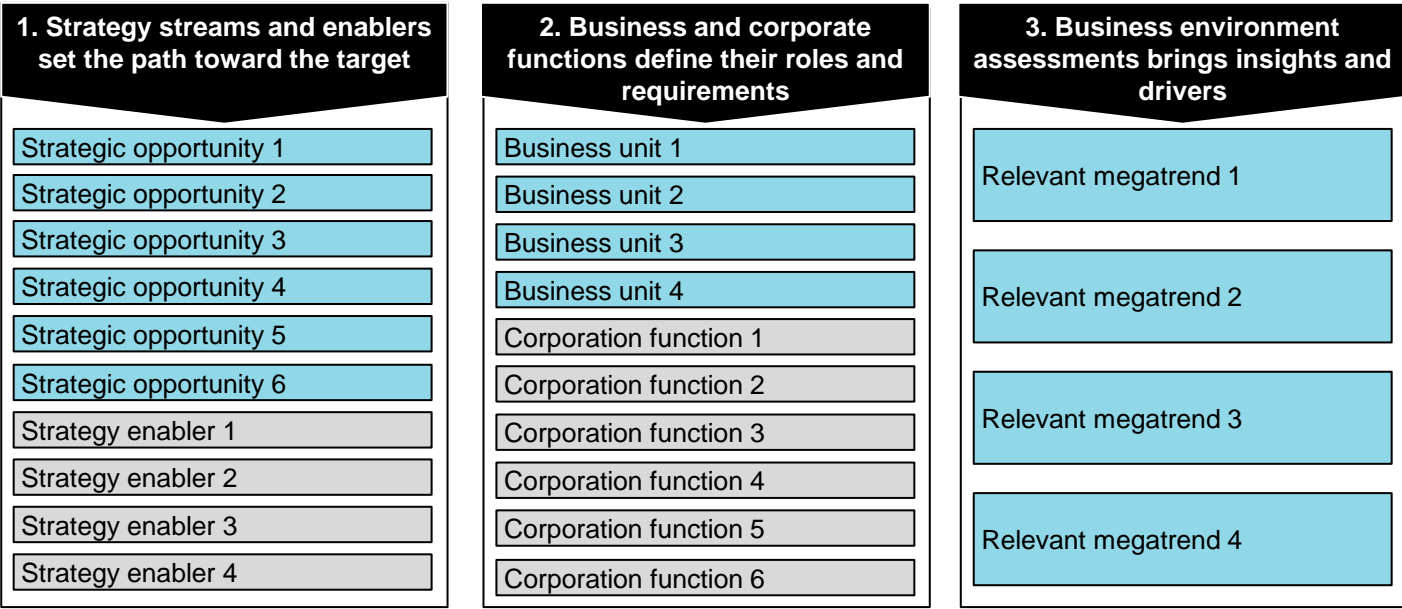 1. Strategy streams and enablers
set the path toward the target
Strategic opportunity 1
Strategic opportunity 2
Strategic opportunity 3
Strategic opportunity 4
Strategic opportunity 5
Strategic opportunity 6
Strategy enabler 1
Strategy enabler 2
Strategy enabler 3
Strategy enabler 4
2. Business and corporate
functions define their roles and
requirements
Business unit 1
Business unit 2
Business unit 3
Business unit 4
Corporation function 1
Corporation function 2
Corporation function 3
Corporation function 4
Corporation function 5
Corporation function 6
3. Business environment
assessments brings insights and
drivers
Relevant megatrend 1
Relevant megatrend 2
Relevant megatrend 3
Relevant megatrend 4